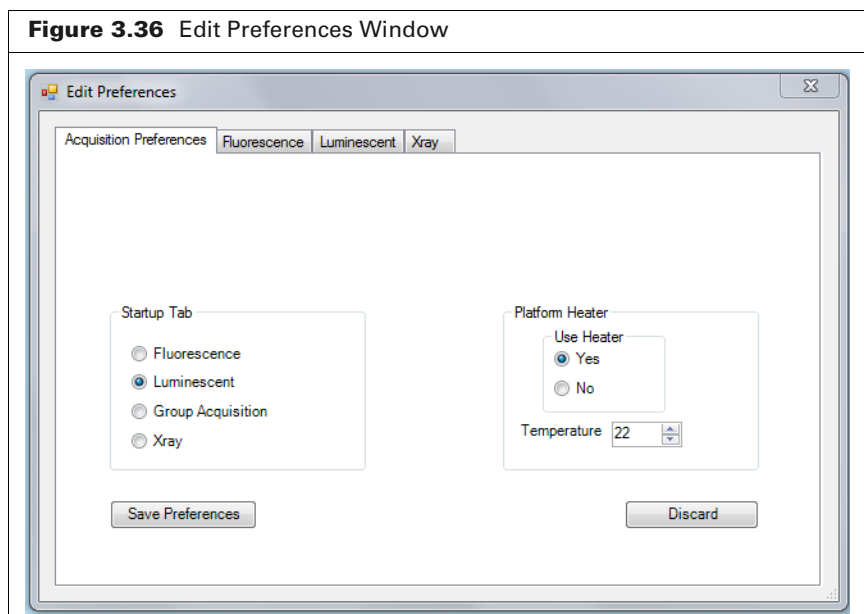 Figure 3.36 Edit Preferences Window
Edit Preferences
Acquisition Preferences Fluorescence Luminescent Xray
Startup Tab
Fluorescence
Luminescent
Group Acquisition
Xray
Platform Heater
Use Heater
Yes
No
Temperature 22
Save Preferences Discard